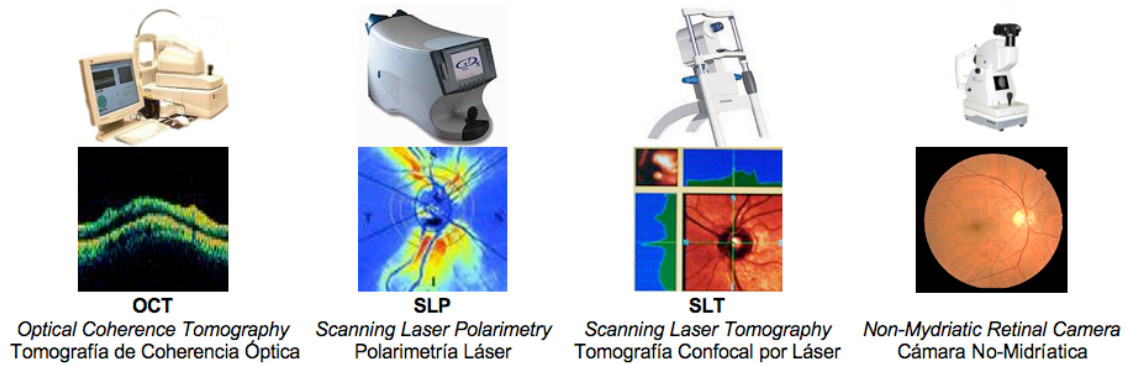 OCT
Optical Coherence Tomography
Tomografía de Coherencia Óptica
SLP
Scanning Laser Polarimetry
Polarimetría Láser
SLT
Scanning Laser Tomography
Tomografía Confocal por Láser
Non-Mydriatic Retinal Camera
Cámara No-Midríatica